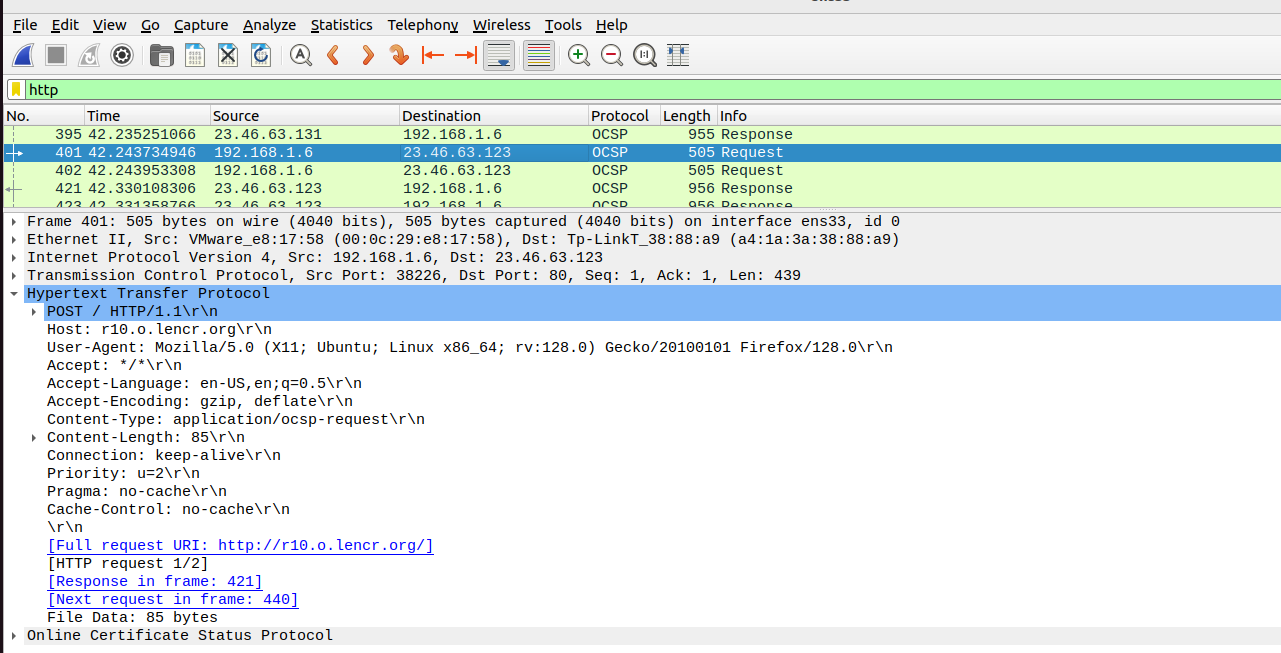 File Edit View Go Capture Analyze Statistics Telephony Wireless Tools Help
http
No. Time Source Destination Protocol Length Info
395 42.235251066 23.46.63.131 192.168.1.6 OCSP 955 Response
401 42.243734946 192.168.1.6 23.46.63.123 OCSP 505 Request
402 42.243953308 192.168.1.6 23.46.63.123 OCSP 505 Request
421 42.330108306 23.46.63.123 192.168.1.6 OCSP 956 Response
423 42.331358766 23.46.63.123 192.168.1.6 OCSP 956 Response
Frame 401: 505 bytes on wire (4040 bits), 505 bytes captured (4040 bits) on interface ens33, id 0
Ethernet II, Src: VMware_e8:17:58 (00:0c:29:e8:17:58), Dst: Tp-LinkT_38:88:a9 (a4:1a:3a:38:88:a9)
Internet Protocol Version 4, Src: 192.168.1.6, Dst: 23.46.63.123
Transmission Control Protocol, Src Port: 38226, Dst Port: 80, Seq: 1, Ack: 1, Len: 439
Hypertext Transfer Protocol
POST / HTTP/1.1\r\n
Host: r10.o.lencr.org\r\n
User-Agent: Mozilla/5.0 (X11; Ubuntu; Linux x86_64; rv:128.0) Gecko/20100101 Firefox/128.0\r\n
Accept: */*\r\n
Accept-Language: en-US,en;q=0.5\r\n
Accept-Encoding: gzip, deflate\r\n
Content-Type: application/ocsp-request\r\n
Content-Length: 85\r\n
Connection: keep-alive\r\n
Priority: u=2\r\n
Pragma: no-cache\r\n
Cache-Control: no-cache\r\n
\r\n
[Full request URI: http://r10.o.lencr.org/]
[HTTP request 1/2]
[Response in frame: 421]
[Next request in frame: 440]
File Data: 85 bytes
Online Certificate Status Protocol